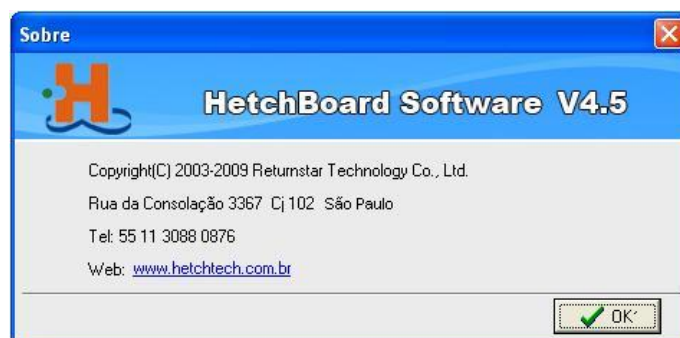 Sobre
HetchBoard Software V4.5
Copyright(C) 2003-2009 Returnstar Technology Co., Ltd.
Rua da Consolação 3367 Cj 102 São Paulo
Tel: 55 11 3088 0876
Web: www.hetchtech.com.br
OK´